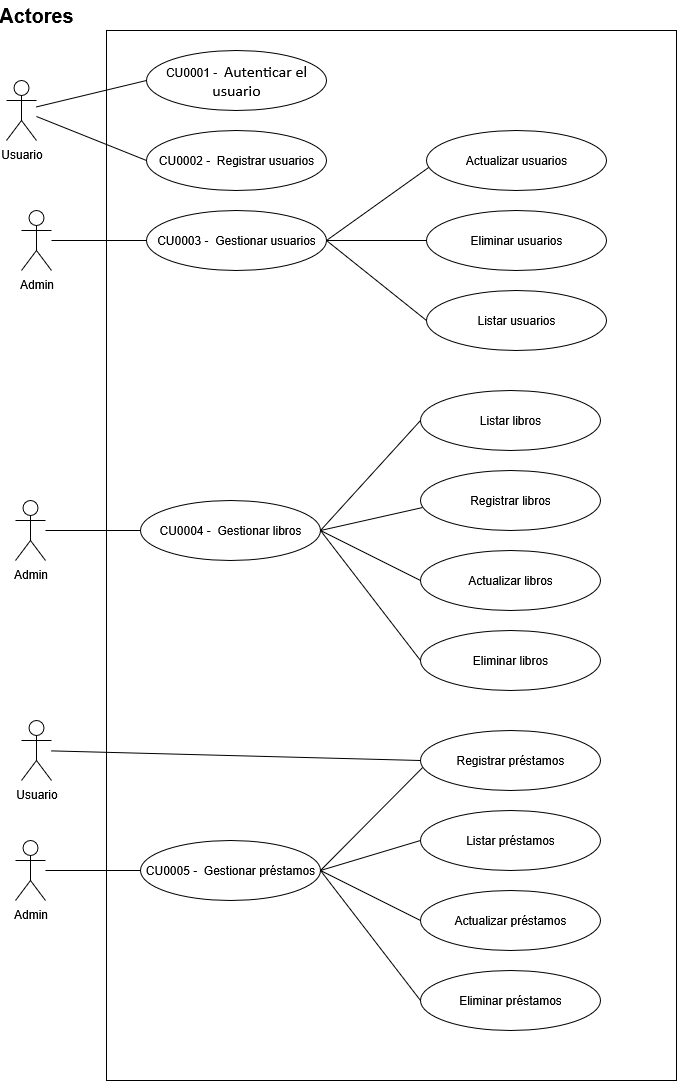 Actores
CU0001 - Autenticar el
usuario
Usuario
CU0002 - Registrar usuarios
Actualizar usuarios
CU0003 - Gestionar usuarios
Eliminar usuarios
Admin
Listar usuarios
Listar libros
Registrar libros
CU0004 - Gestionar libros
Admin
Actualizar libros
Eliminar libros
Registrar préstamos
Usuario
Listar préstamos
CU0005 - Gestionar préstamos
Admin
Actualizar préstamos
Eliminar préstamos